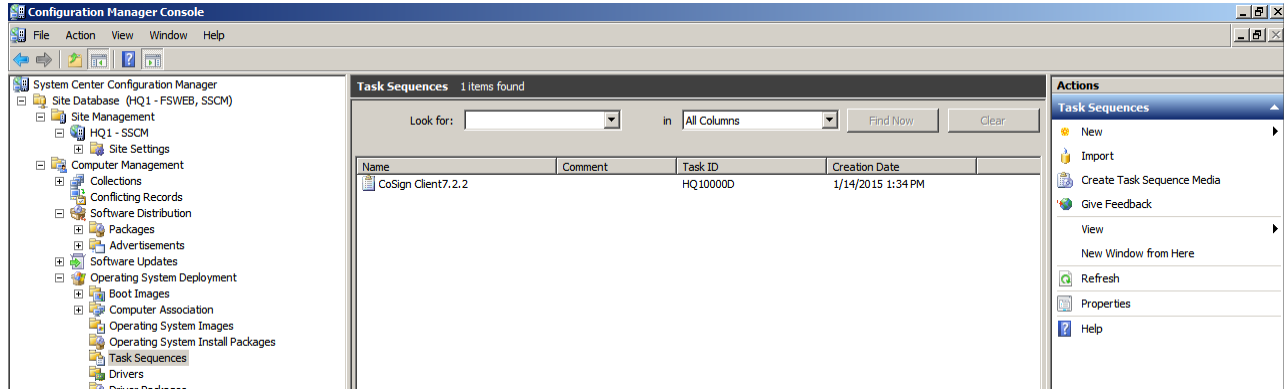 Configuration Manager Console
File Action View Window Help
System Center Configuration Manager
Site Database (HQ1 - FSWEB, SSCM)
Site Management
HQ1 - SSCM
Site Settings
Computer Management
Collections
Conflicting Records
Software Distribution
Packages
Advertisements
Software Updates
Operating System Deployment
Boot Images
Computer Association
Operating System Images
Operating System Install Packages
Task Sequences
Drivers
Driver Packages
Task Sequences 1 items found
Look for: in All Columns Find Now Clear
Name Comment Task ID Creation Date
CoSign Client7.2.2 HQ10000D 1/14/2015 1:34 PM
Actions
Task Sequences
New
Import
Create Task Sequence Media
Give Feedback
View
New Window from Here
Refresh
Properties
Help